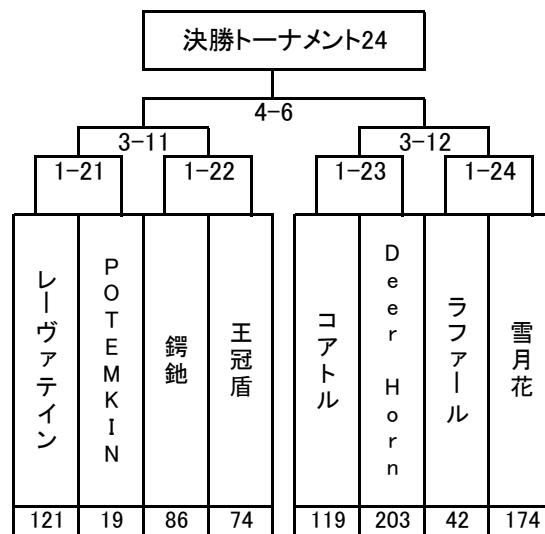 決勝トーナメント24
4-6
3-11
3-12
1-21
1-22
1-23
1-24
レーヴァテイン
POTEMKIN
鍔鉇
王冠盾
コアトル
Deer Horn
ラファール
雪月花
121
19
86
74
119
203
42
174